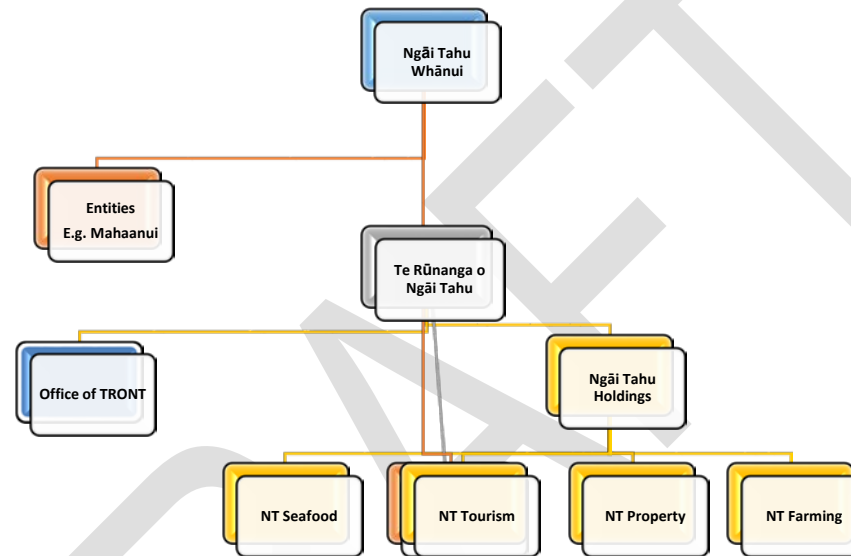 Ngāi Tahu
Whānui
Entities
E.g. Mahaanui
Te Rūnanga o
Ngāi Tahu
Office of TRONT
Ngāi Tahu
Holdings
NT Seafood
NT Tourism
NT Property
NT Farming